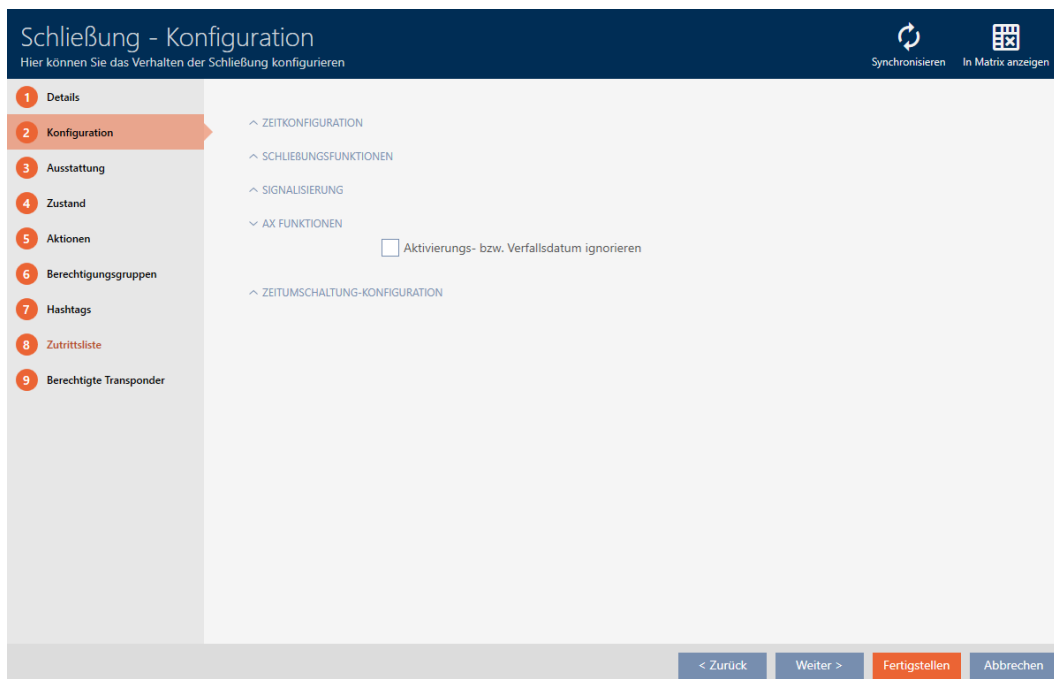 Schließung - Konfiguration
Hier können Sie das Verhalten der Schließung konfigurieren
Synchronisieren
In Matrix anzeigen
1 Details
2 Konfiguration
3 Ausstattung
4 Zustand
5 Aktionen
6 Berechtigungsgruppen
7 Hashtags
8 Zutrittsliste
9 Berechtigte Transponder
ZEITKONFIGURATION
SCHLIEßUNGSFUNKTIONEN
SIGNALISIERUNG
AX FUNKTIONEN
Aktivierungs- bzw. Verfallsdatum ignorieren
ZEITUMSCHALTUNG-KONFIGURATION
< Zurück
Weiter >
Fertigstellen
Abbrechen